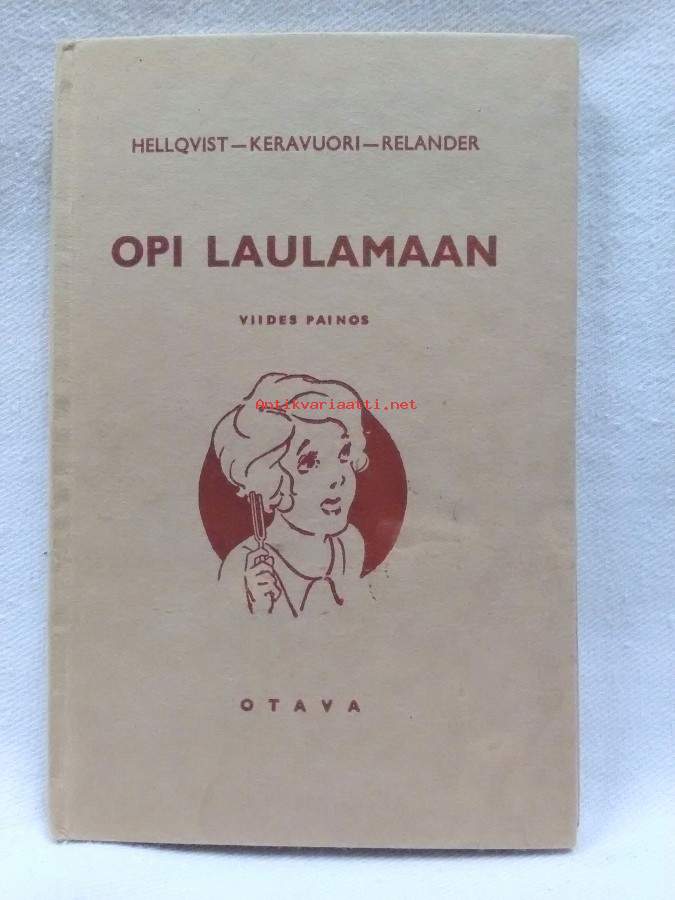 HELLQVIST—KERAVUORI—RELANDER
OPI LAULAMAAN
VIIDES PAINOS
Antikvariaatti.net
OTAVA